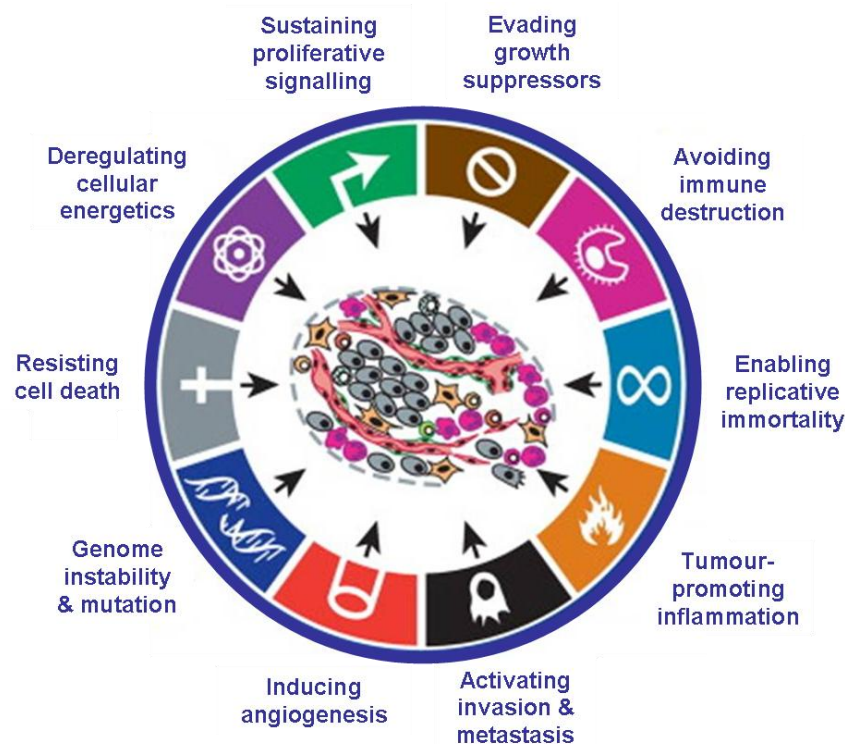 Sustaining
proliferative
signalling
Evading
growth
suppressors
Deregulating
cellular
energetics
Avoiding
immune
destruction
Resisting
cell death
Enabling
replicative
immortality
Genome
instability
& mutation
Tumour-
promoting
inflammation
Inducing
angiogenesis
Activating
invasion &
metastasis